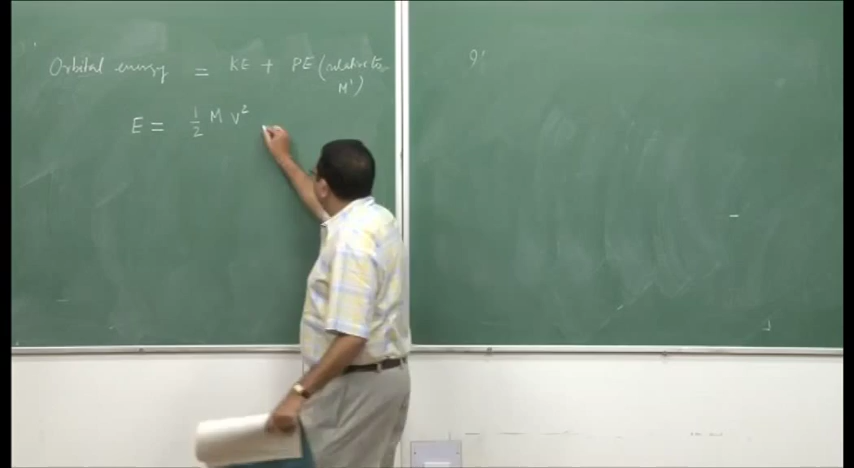 Orbital energy = KE + PE (relative to
M')
E = 1/2 M v²